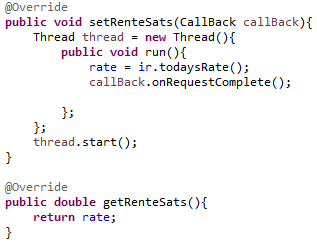 @Override
public void setRenteSats(CallBack callBack){
    Thread thread = new Thread(){
        public void run(){
            rate = ir.todaysRate();
            callBack.onRequestComplete();

        };
    };
    thread.start();
}

@Override
public double getRenteSats(){
    return rate;
}